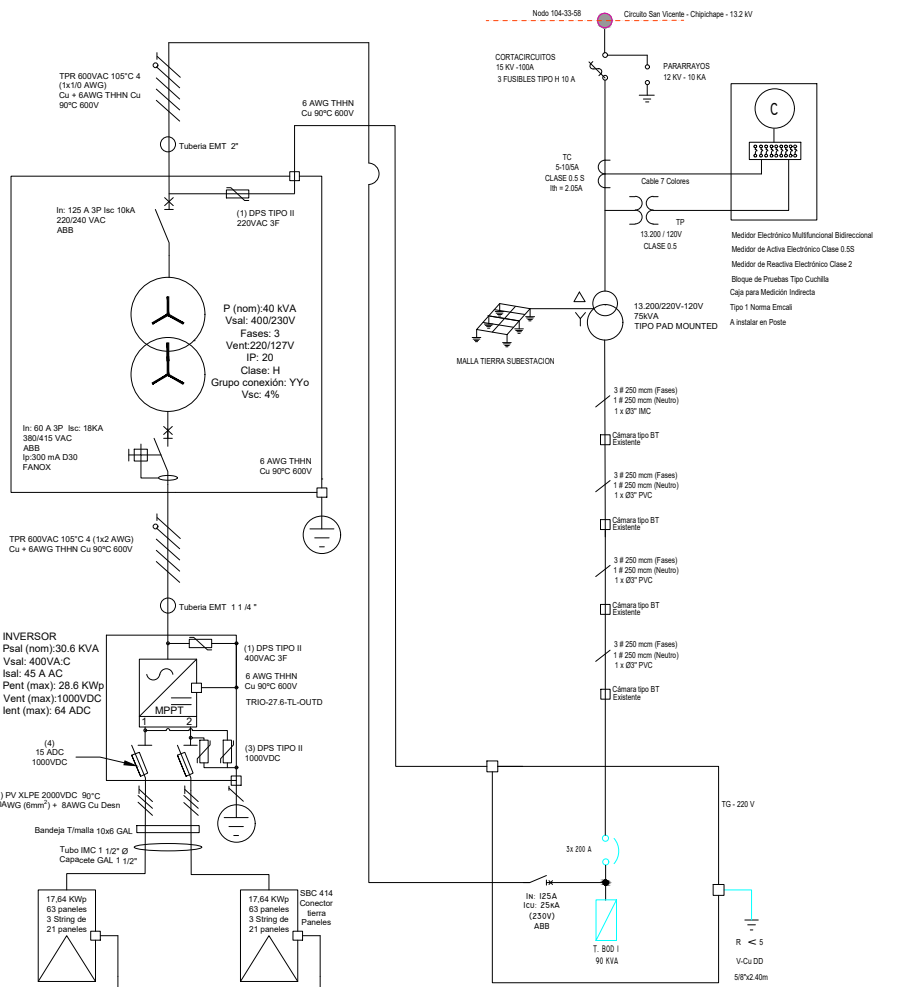 Nodo 104-33-58
Circuito San Vicente - Chipichape - 13.2 kV
CORTACIRCUITOS
15 KV -100A
3 FUSIBLES TIPO H 10 A
PARARRAYOS
12 KV - 10 KA
C
TC
5-10/5A
CLASE 0.5 S
Ith = 2.05A
Cable 7 Colores
TP
13.200 / 120V
CLASE 0.5
Medidor Electrónico Multifuncional Bidireccional
Medidor de Activa Electrónico Clase 0.5S
Medidor de Reactiva Electrónico Clase 2
Bloque de Pruebas Tipo Cuchilla
Caja para Medición Indirecta
Tipo 1 Norma Emcali
A instalar en Poste
13.200/220V-120V
75kVA
TIPO PAD MOUNTED
MALLA TIERRA SUBESTACION
3 # 250 mcm (Fases)
1 # 250 mcm (Neutro)
1 x Ø3" IMC
Cámara tipo BT
Existente
3 # 250 mcm (Fases)
1 # 250 mcm (Neutro)
1 x Ø3" PVC
Cámara tipo BT
Existente
3 # 250 mcm (Fases)
1 # 250 mcm (Neutro)
1 x Ø3" PVC
Cámara tipo BT
Existente
3 # 250 mcm (Fases)
1 # 250 mcm (Neutro)
1 x Ø3" PVC
Cámara tipo BT
Existente
TG - 220 V
3x 200 A
IN: 125A
ICU: 25KA
(230V)
ABB
T. BOD I
90 KVA
R < 5
V-Cu DD
5/8"x2.40m
TPR 600VAC 105°C 4
(1x1/0 AWG)
Cu + 6AWG THHN Cu
90ºC 600V
6 AWG THHN
Cu 90ºC 600V
Tuberia EMT 2"
(1) DPS TIPO II
220VAC 3F
In: 125 A 3P Isc 10kA
220/240 VAC
ABB
P (nom):40 kVA
Vsal: 400/230V
Fases: 3
Vent:220/127V
IP: 20
Clase: H
Grupo conexión: YYo
Vsc: 4%
In: 60 A 3P Isc: 18KA
380/415 VAC
ABB
Ip:300 mA D30
FANOX
6 AWG THHN
Cu 90ºC 600V
TPR 600VAC 105°C 4 (1x2 AWG)
Cu + 6AWG THHN Cu 90ºC 600V
Tuberia EMT 1 1 /4 "
INVERSOR
Psal (nom):30.6 KVA
Vsal: 400VA:C
Isal: 45 A AC
Pent (max): 28.6 KWp
Vent (max):1000VDC
Ient (max): 64 ADC
(1) DPS TIPO II
400VAC 3F
6 AWG THHN
Cu 90ºC 600V
TRIO-27.6-TL-OUTD
MPPT
1 2
(4)
15 ADC
1000VDC
(3) DPS TIPO II
1000VDC
) PV XLPE 2000VDC 90°C
AWG (6mm²) + 8AWG Cu Desn
Bandeja T/malla 10x6 GAL
Tubo IMC 1 1/2" Ø
Capacete GAL 1 1/2"
17,64 KWp
63 paneles
3 String de
21 paneles
17,64 KWp
63 paneles
3 String de
21 paneles
SBC 414
Conector
tierra
Paneles